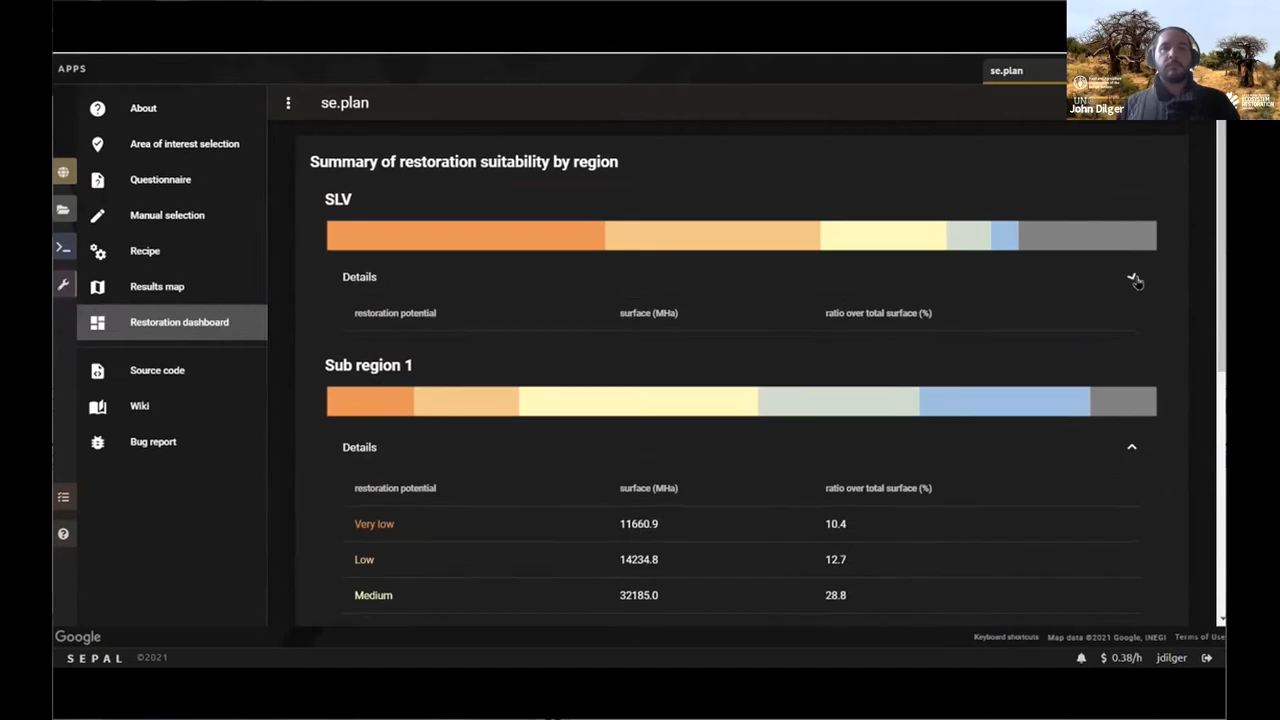 APPS
se.plan
John Dilger
About
Area of interest selection
Questionnaire
Manual selection
Recipe
Results map
Restoration dashboard
Source code
Wiki
Bug report
se.plan
Summary of restoration suitability by region
SLV
Details
restoration potential surface (MHa) ratio over total surface (%)
Sub region 1
Details
restoration potential surface (MHa) ratio over total surface (%)
Very low 11660.9 10.4
Low 14234.8 12.7
Medium 32185.0 28.8
Google
Keyboard shortcuts Map data ©2021 Google, INEGI Terms of Use
SEPAL ©2021
$ 0.38/h jdilger